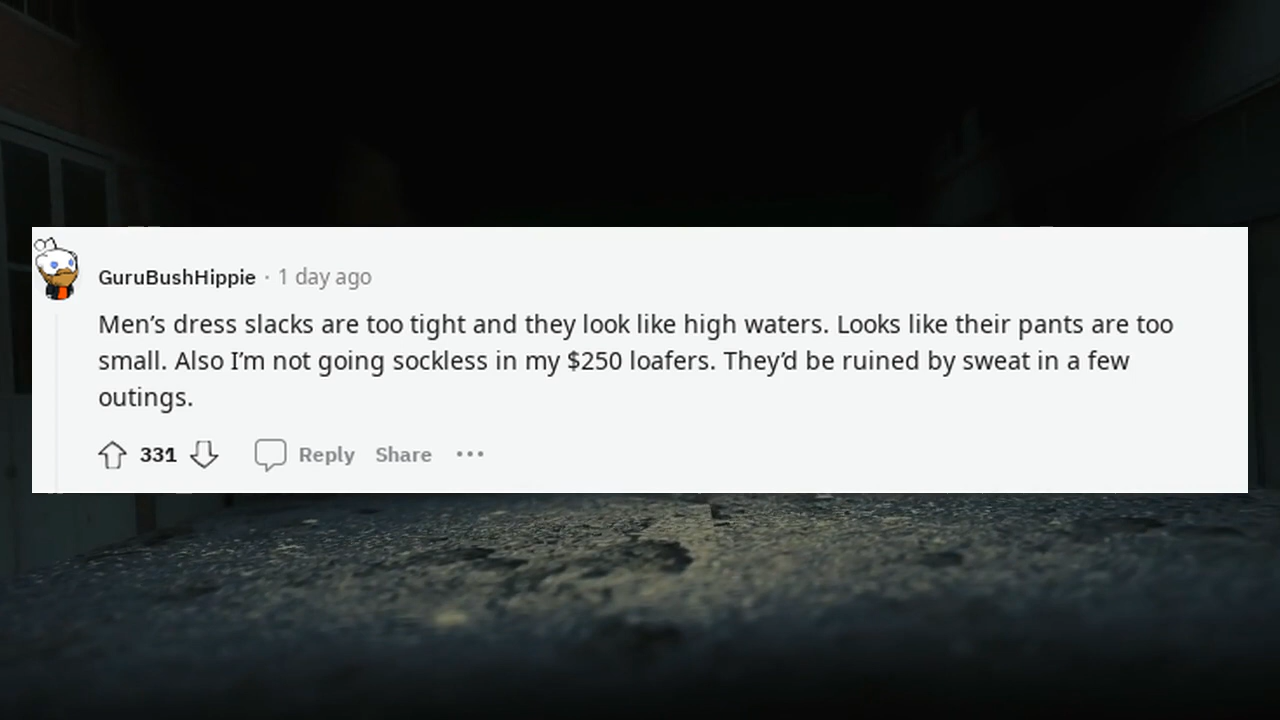 GuruBushHippie · 1 day ago
Men’s dress slacks are too tight and they look like high waters. Looks like their pants are too
small. Also I’m not going sockless in my $250 loafers. They’d be ruined by sweat in a few
outings.
331 Reply Share •••